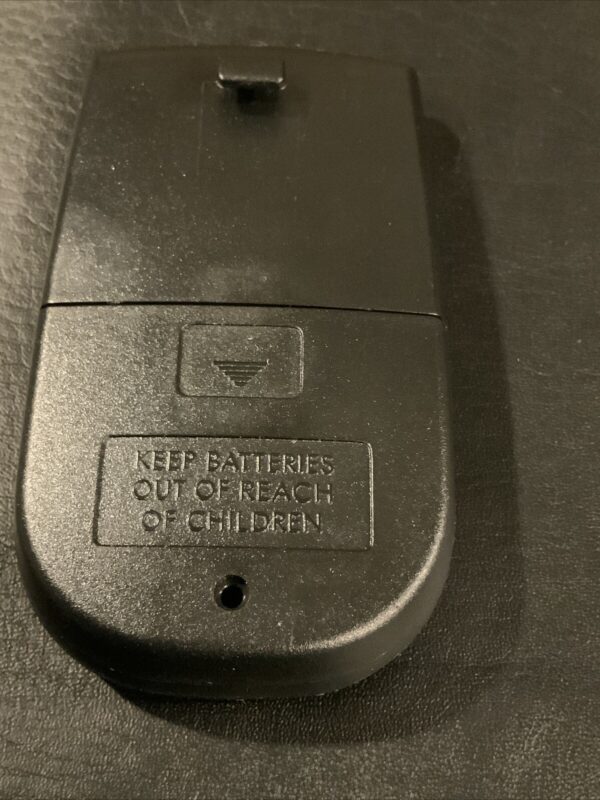 KEEP BATTERIES
OUT OF REACH
OF CHILDREN